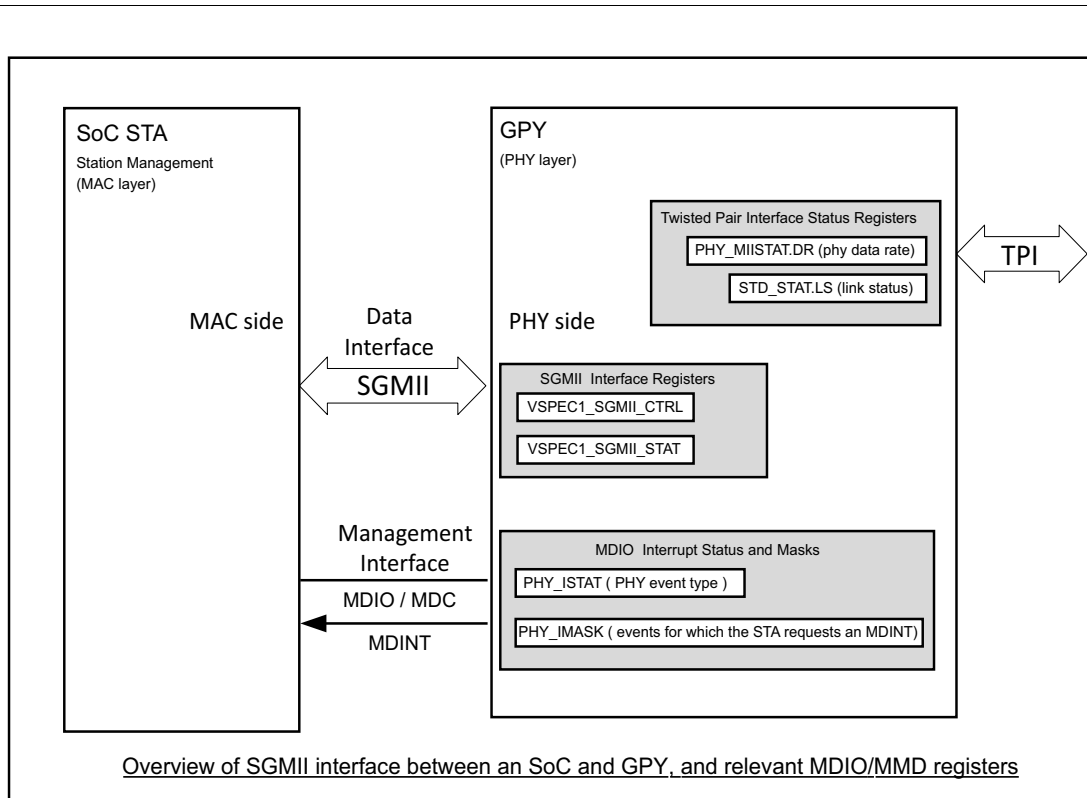 SoC STA
Station Management
(MAC layer)
MAC side
Data
Interface
SGMII
Management
Interface
MDIO / MDC
MDINT
GPY
(PHY layer)
Twisted Pair Interface Status Registers
PHY_MIISTAT.DR (phy data rate)
STD_STAT.LS (link status)
TPI
PHY side
SGMII Interface Registers
VSPEC1_SGMII_CTRL
VSPEC1_SGMII_STAT
MDIO Interrupt Status and Masks
PHY_ISTAT ( PHY event type )
PHY_IMASK ( events for which the STA requests an MDINT)
Overview of SGMII interface between an SoC and GPY, and relevant MDIO/MMD registers